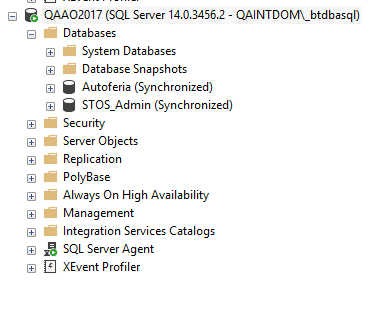 QAAO2017 (SQL Server 14.0.3456.2 - QAINTDOM\_btdbasql)
Databases
System Databases
Database Snapshots
Autoferia (Synchronized)
STOS_Admin (Synchronized)
Security
Server Objects
Replication
PolyBase
Always On High Availability
Management
Integration Services Catalogs
SQL Server Agent
XEvent Profiler